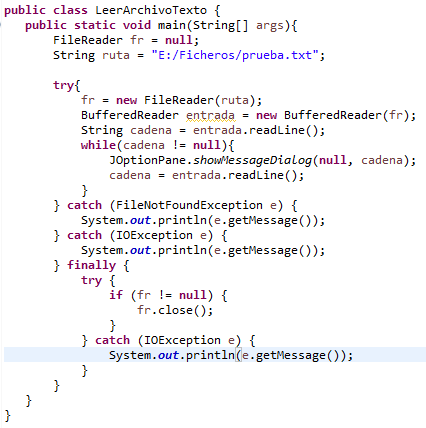 public class LeerArchivoTexto {
public static void main(String[] args){
FileReader fr = null;
String ruta = "E:/Ficheros/prueba.txt";
try{
fr = new FileReader(ruta);
BufferedReader entrada = new BufferedReader(fr);
String cadena = entrada.readLine();
while(cadena != null){
JOptionPane.showMessageDialog(null, cadena);
cadena = entrada.readLine();
}
} catch (FileNotFoundException e) {
System.out.println(e.getMessage());
} catch (IOException e) {
System.out.println(e.getMessage());
} finally {
try {
if (fr != null) {
fr.close();
}
} catch (IOException e) {
System.out.println(e.getMessage());
}
}
}
}